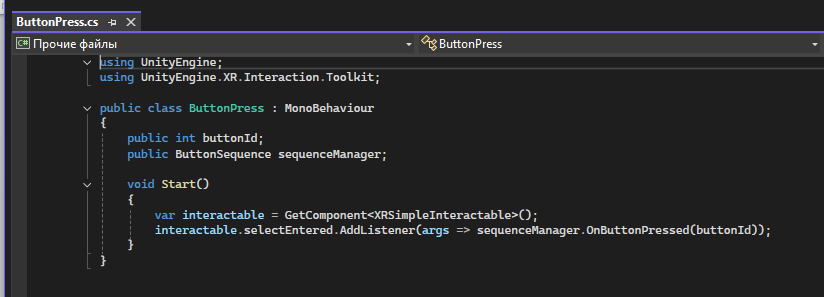 ButtonPress.cs
C# Прочие файлы ButtonPress
using UnityEngine;
using UnityEngine.XR.Interaction.Toolkit;
public class ButtonPress : MonoBehaviour
{
public int buttonId;
public ButtonSequence sequenceManager;
void Start()
{
var interactable = GetComponent<XRSimpleInteractable>();
interactable.selectEntered.AddListener(args => sequenceManager.OnButtonPressed(buttonId));
}
}